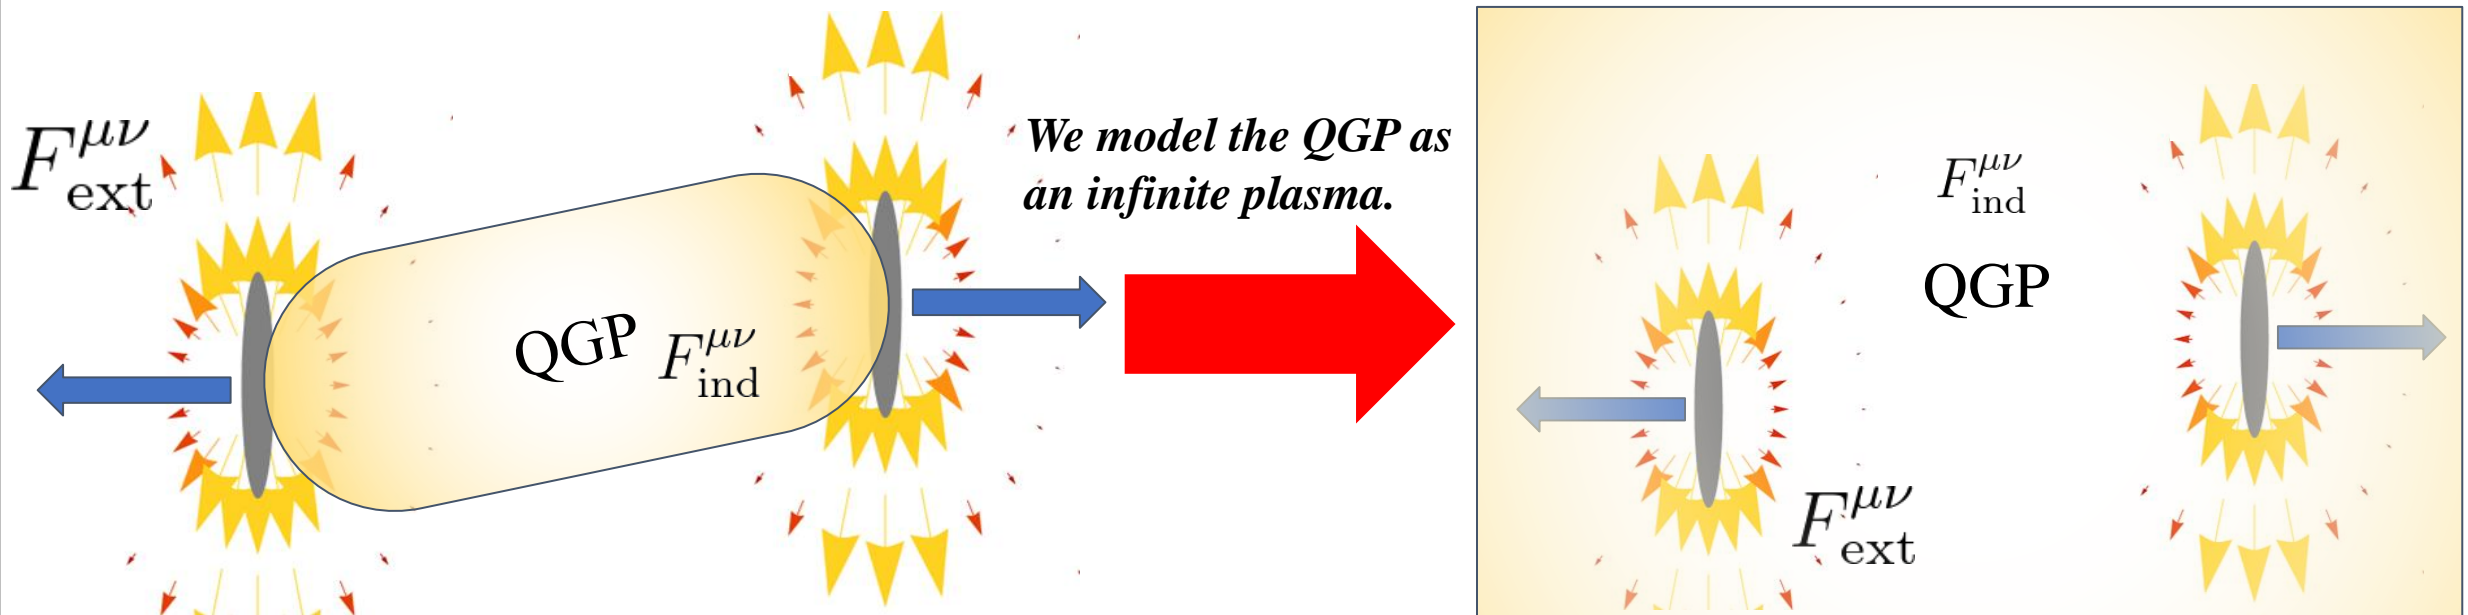 F^{μν}_{ext}
QGP F^{μν}_{ind}
We model the QGP as
an infinite plasma.
F^{μν}_{ind}
QGP
F^{μν}_{ext}